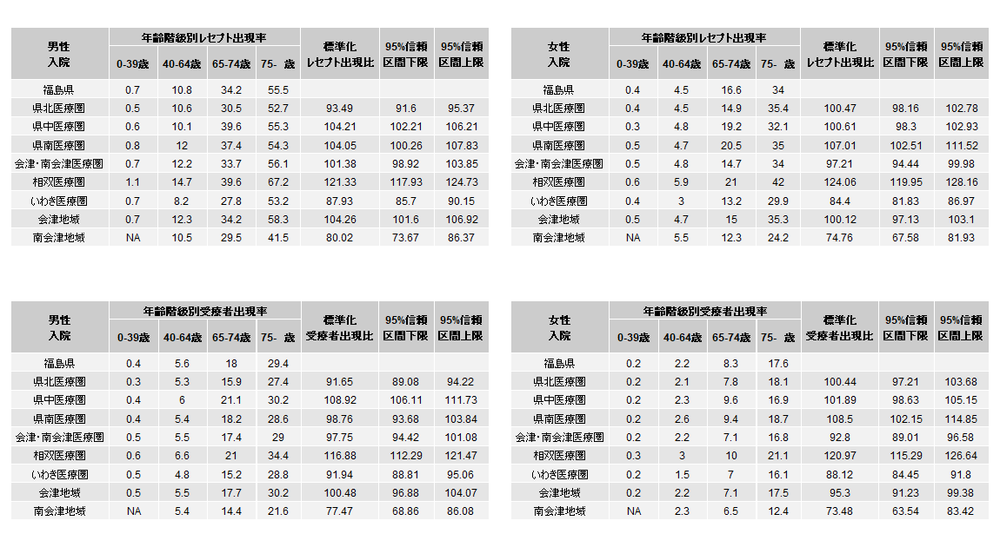 男性
入院 年齢階級別レセプト出現率 標準化
レセプト出現比 95%信頼
区間下限 95%信頼
区間上限
0-39歳 40-64歳 65-74歳 75- 歳
福島県 0.7 10.8 34.2 55.5
県北医療圏 0.5 10.6 30.5 52.7 93.49 91.6 95.37
県中医療圏 0.6 10.1 39.6 55.3 104.21 102.21 106.21
県南医療圏 0.8 12 37.4 54.3 104.05 100.26 107.83
会津・南会津医療圏 0.7 12.2 33.7 56.1 101.38 98.92 103.85
相双医療圏 1.1 14.7 39.6 67.2 121.33 117.93 124.73
いわき医療圏 0.7 8.2 27.8 53.2 87.93 85.7 90.15
会津地域 0.7 12.3 34.2 58.3 104.26 101.6 106.92
南会津地域 NA 10.5 29.5 41.5 80.02 73.67 86.37
女性
入院 年齢階級別レセプト出現率 標準化
レセプト出現比 95%信頼
区間下限 95%信頼
区間上限
0-39歳 40-64歳 65-74歳 75- 歳
福島県 0.4 4.5 16.6 34
県北医療圏 0.4 4.5 14.9 35.4 100.47 98.16 102.78
県中医療圏 0.3 4.8 19.2 32.1 100.61 98.3 102.93
県南医療圏 0.5 4.7 20.5 35 107.01 102.51 111.52
会津・南会津医療圏 0.5 4.8 14.7 34 97.21 94.44 99.98
相双医療圏 0.6 5.9 21 42 124.06 119.95 128.16
いわき医療圏 0.4 3 13.2 29.9 84.4 81.83 86.97
会津地域 0.5 4.7 15 35.3 100.12 97.13 103.1
南会津地域 NA 5.5 12.3 24.2 74.76 67.58 81.93
男性
入院 年齢階級別受療者出現率 標準化
受療者出現比 95%信頼
区間下限 95%信頼
区間上限
0-39歳 40-64歳 65-74歳 75- 歳
福島県 0.4 5.6 18 29.4
県北医療圏 0.3 5.3 15.9 27.4 91.65 89.08 94.22
県中医療圏 0.4 6 21.1 30.2 108.92 106.11 111.73
県南医療圏 0.4 5.4 18.2 28.6 98.76 93.68 103.84
会津・南会津医療圏 0.5 5.5 17.4 29 97.75 94.42 101.08
相双医療圏 0.6 6.6 21 34.4 116.88 112.29 121.47
いわき医療圏 0.5 4.8 15.2 28.8 91.94 88.81 95.06
会津地域 0.5 5.5 17.7 30.2 100.48 96.88 104.07
南会津地域 NA 5.4 14.4 21.6 77.47 68.86 86.08
女性
入院 年齢階級別受療者出現率 標準化
受療者出現比 95%信頼
区間下限 95%信頼
区間上限
0-39歳 40-64歳 65-74歳 75- 歳
福島県 0.2 2.2 8.3 17.6
県北医療圏 0.2 2.1 7.8 18.1 100.44 97.21 103.68
県中医療圏 0.2 2.3 9.6 16.9 101.89 98.63 105.15
県南医療圏 0.2 2.6 9.4 18.7 108.5 102.15 114.85
会津・南会津医療圏 0.2 2.2 7.1 16.8 92.8 89.01 96.58
相双医療圏 0.3 3 10 21.1 120.97 115.29 126.64
いわき医療圏 0.2 1.5 7 16.1 88.12 84.45 91.8
会津地域 0.2 2.2 7.1 17.5 95.3 91.23 99.38
南会津地域 NA 2.3 6.5 12.4 73.48 63.54 83.42